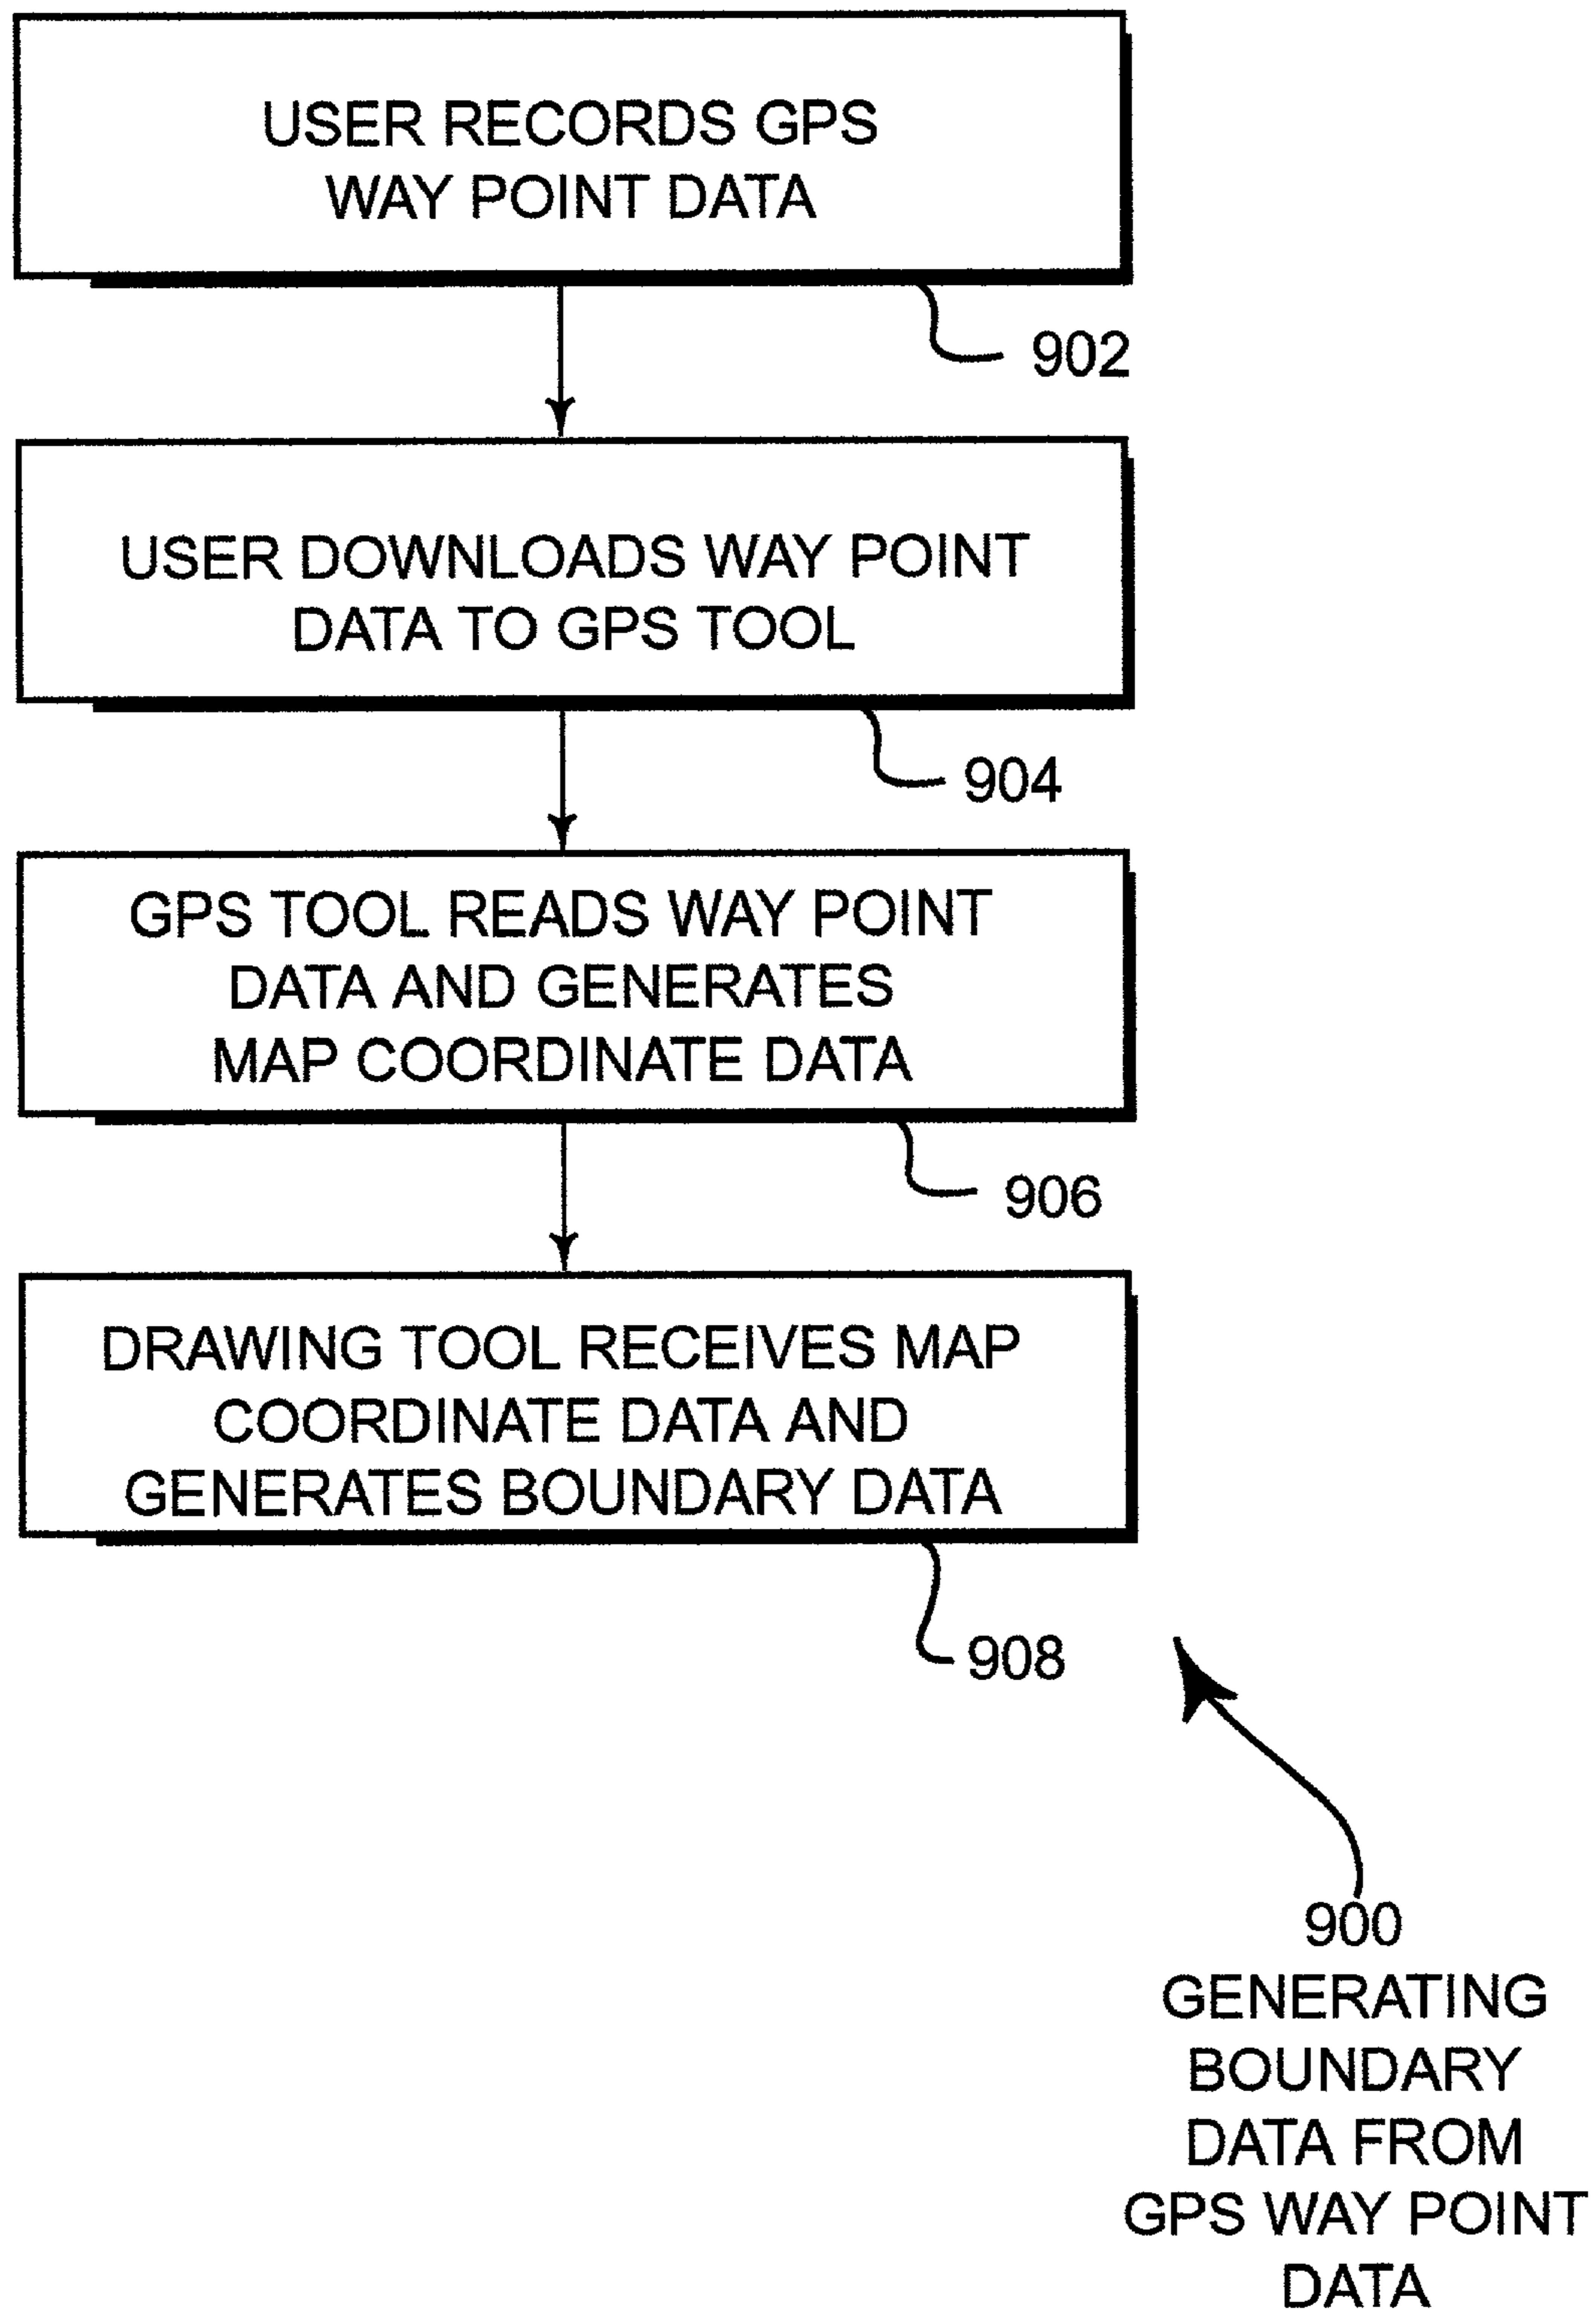 USER RECORDS GPS
WAY POINT DATA
902
USER DOWNLOADS WAY POINT
DATA TO GPS TOOL
904
GPS TOOL READS WAY POINT
DATA AND GENERATES
MAP COORDINATE DATA
906
DRAWING TOOL RECEIVES MAP
COORDINATE DATA AND
GENERATES BOUNDARY DATA
908
900
GENERATING
BOUNDARY
DATA FROM
GPS WAY POINT
DATA